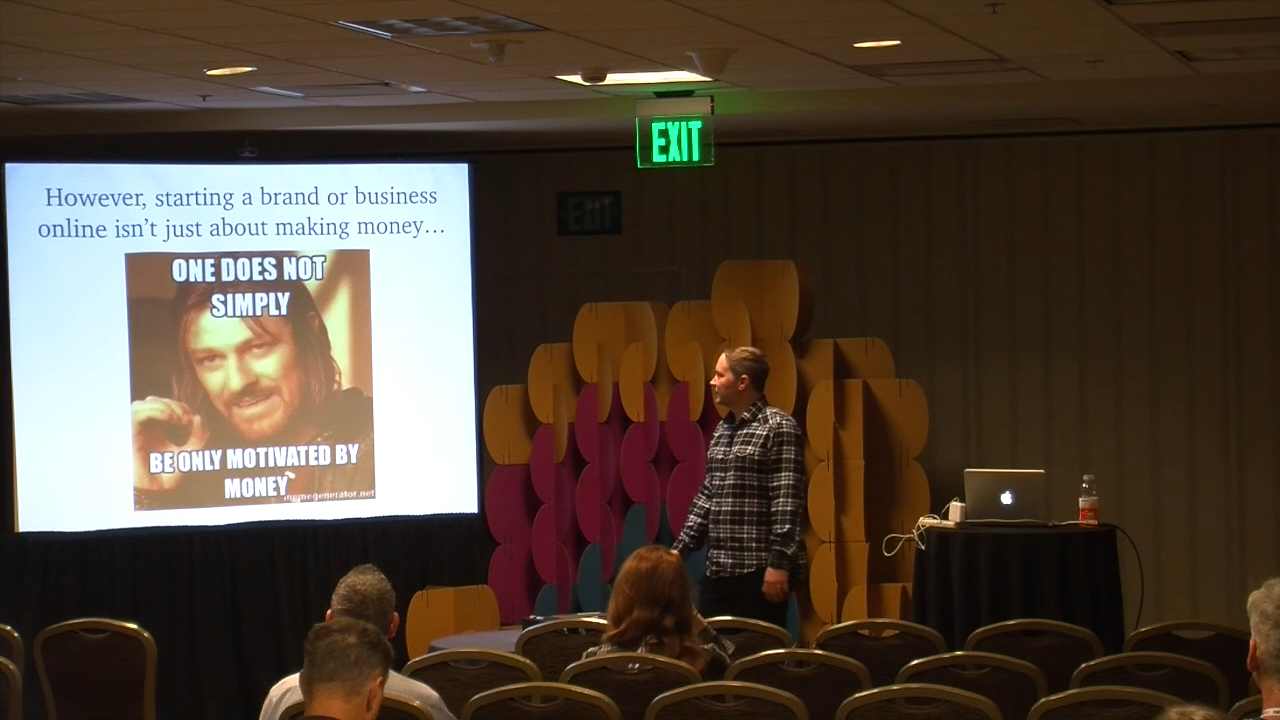 However, starting a brand or business
online isn't just about making money...
ONE DOES NOT
SIMPLY
BE ONLY MOTIVATED BY
MONEY
memegenerator.net
EXIT
EXIT